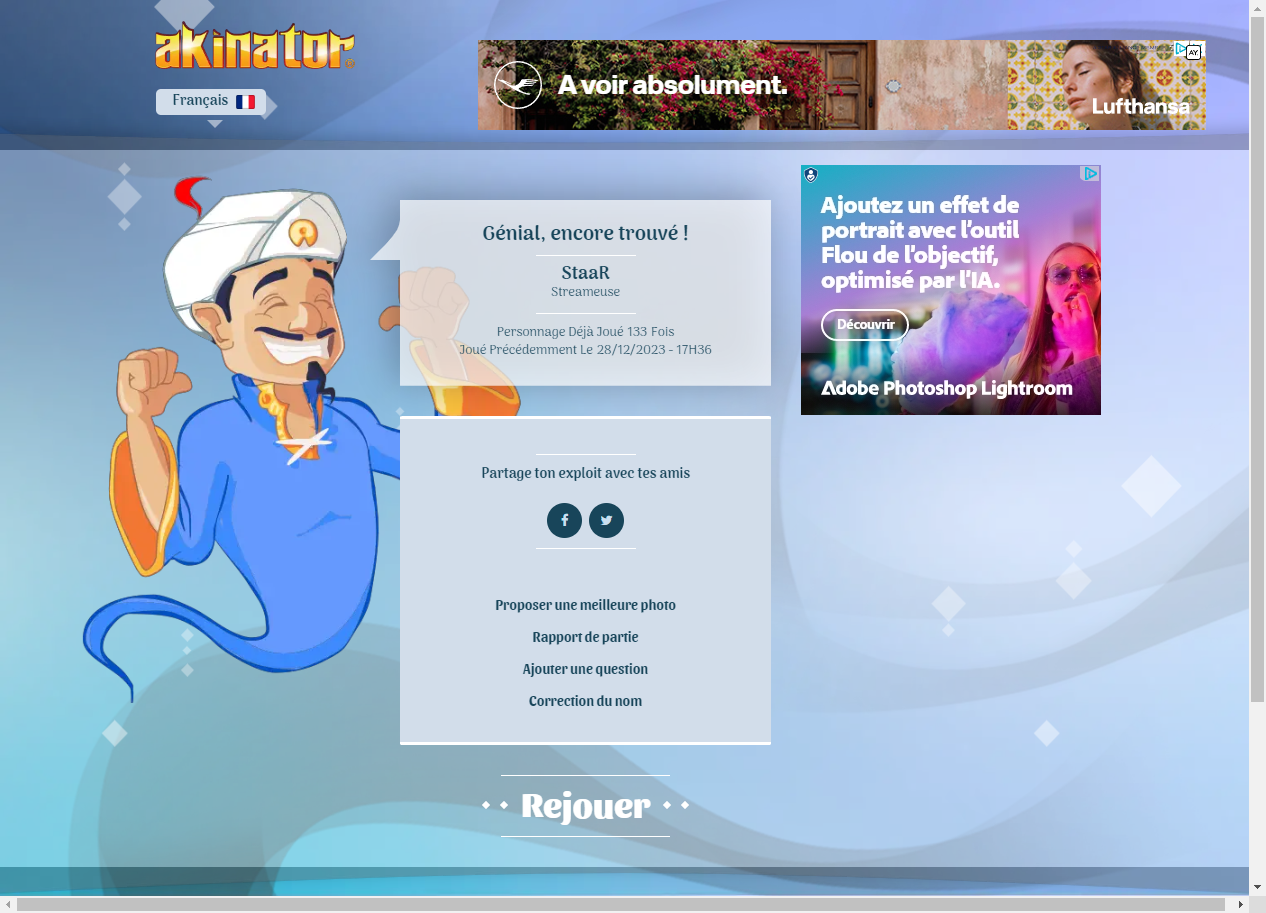 akinator
Français
A voir absolument.
Lufthansa
AY.
Génial, encore trouvé !
StaaR
Streameuse
Personnage Déjà Joué 133 Fois
Joué Précédemment Le 28/12/2023 - 17H36
Ajoutez un effet de
portrait avec l'outil
Flou de l'objectif,
optimisé par l'IA.
Découvrir
Adobe Photoshop Lightroom
Partage ton exploit avec tes amis
Proposer une meilleure photo
Rapport de partie
Ajouter une question
Correction du nom
Rejouer